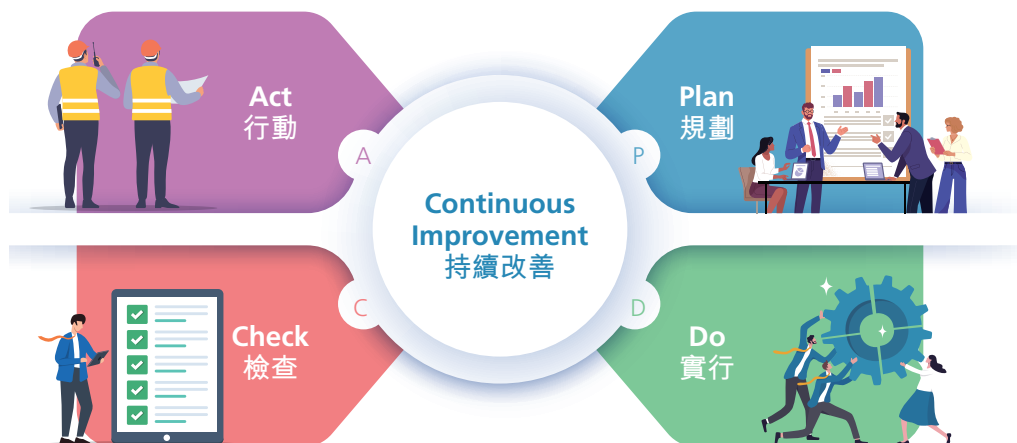 Act
行動
A
Plan
規劃
P
Continuous
Improvement
持續改善
C
Check
檢查
D
Do
實行